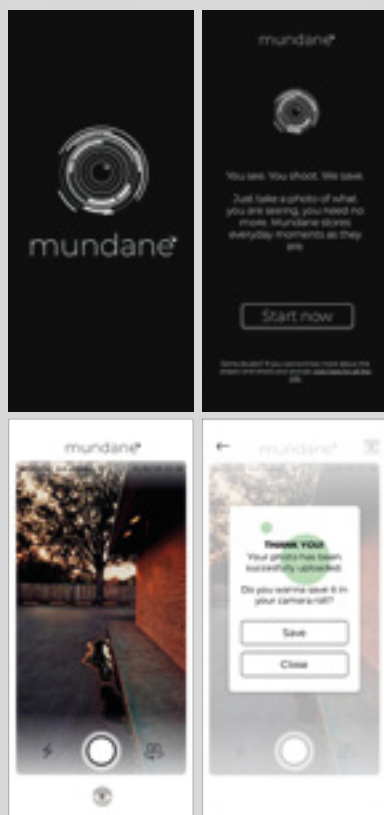 mundane
mundane
You see. You shoot. We save.
Just take a photo of what
you are seeing, you need no
more. Mundane stores
everyday moments as they
are.
Start now
mundane
mundane
THANK YOU!
Your photo has been
succesfully uploaded.
Do you wanna save it in
your camera roll?
Save
Close